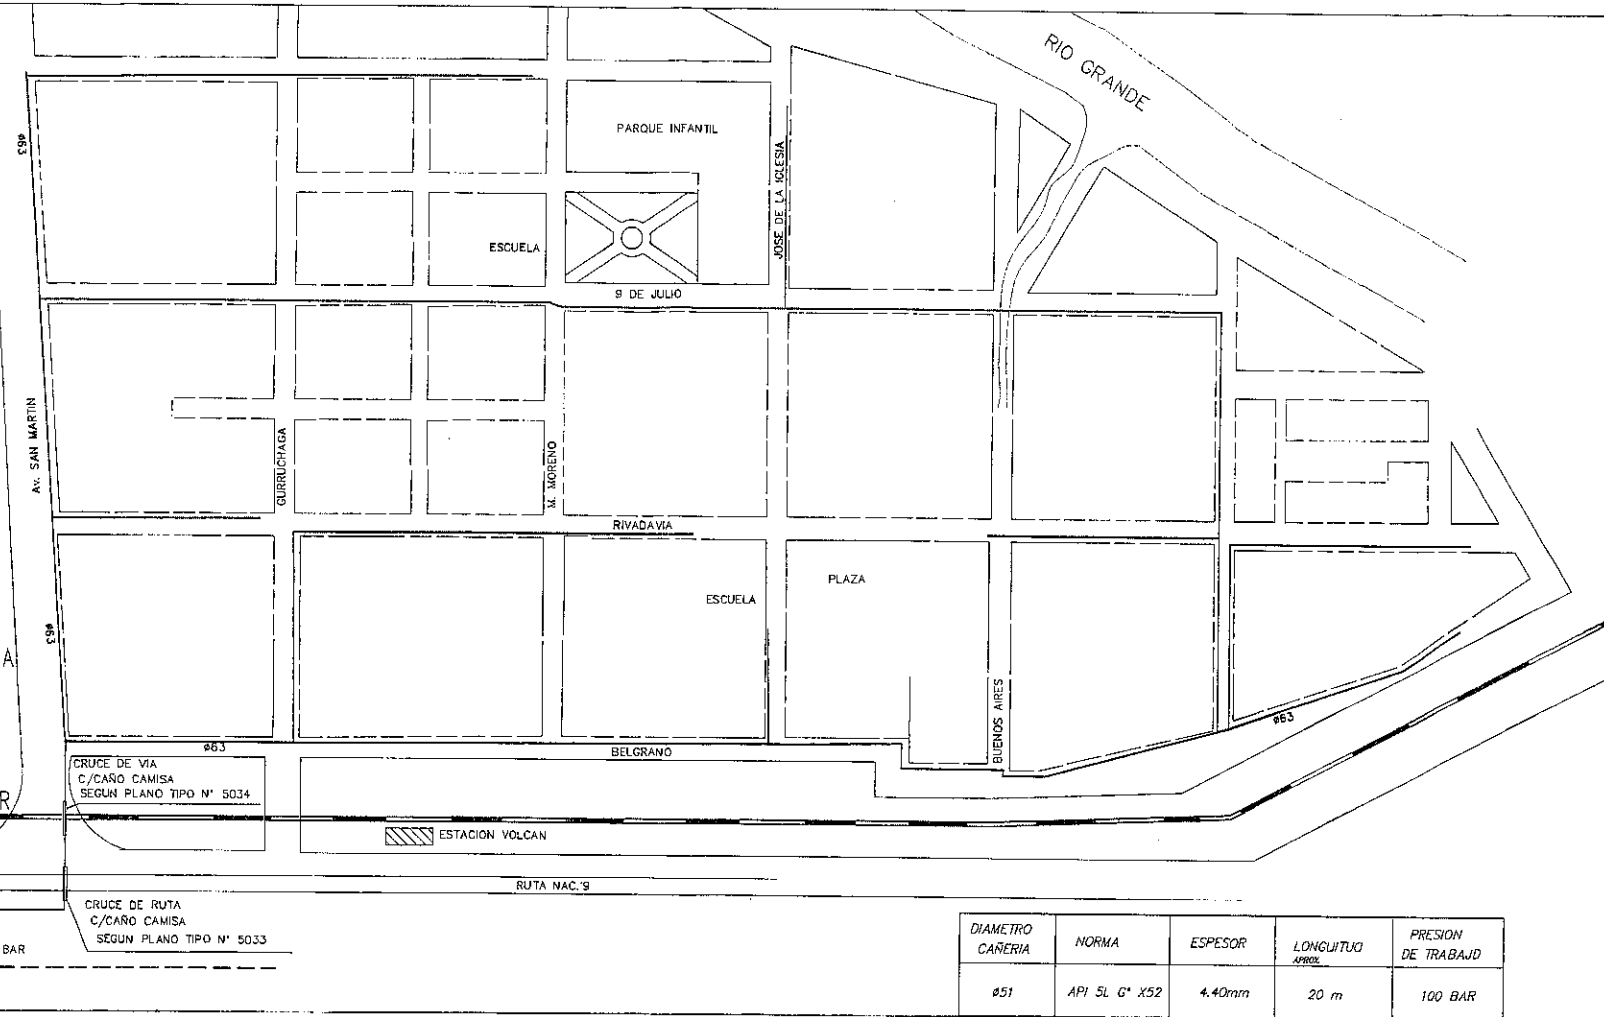 RIO GRANDE
ø63
PARQUE INFANTIL
JOSE DE LA IGLESIA
ESCUELA
9 DE JULIO
Av. SAN MARTIN
GURRUCHAGA
M. MORENO
RIVADAVIA
PLAZA
ESCUELA
ø63
A
BUENOS AIRES
ø63
ø63
BELGRANO
CRUCE DE VIA
C/CAÑO CAMISA
SEGUN PLANO TIPO N° 5034
R
ESTACION VOLCAN
RUTA NAC.'9
CRUCE DE RUTA
C/CAÑO CAMISA
SEGUN PLANO TIPO N° 5033
BAR
DIAMETRO
CAÑERIA
NORMA
ESPESOR
LONGUITUD
APROX.
PRESION
DE TRABAJO
ø51
API 5L G° X52
4.40mm
20 m
100 BAR